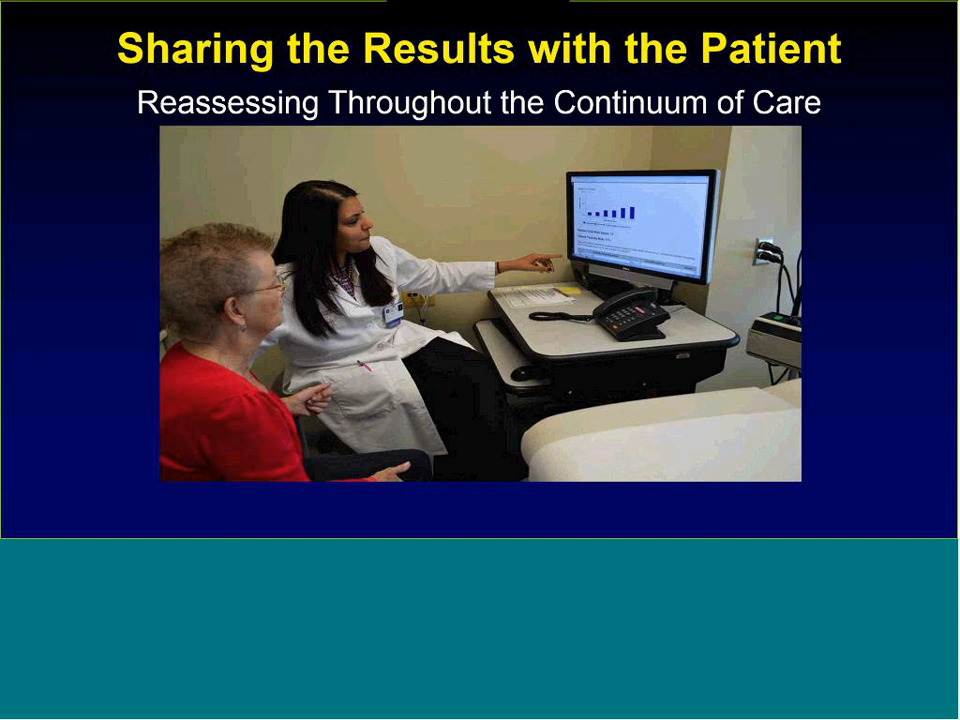 Sharing the Results with the Patient
Reassessing Throughout the Continuum of Care